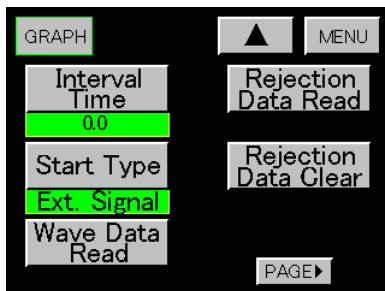 GRAPH
▲ MENU
Interval
Time
0.0
Rejection
Data Read
Start Type
Ext. Signal
Rejection
Data Clear
Wave Data
Read
PAGE▶